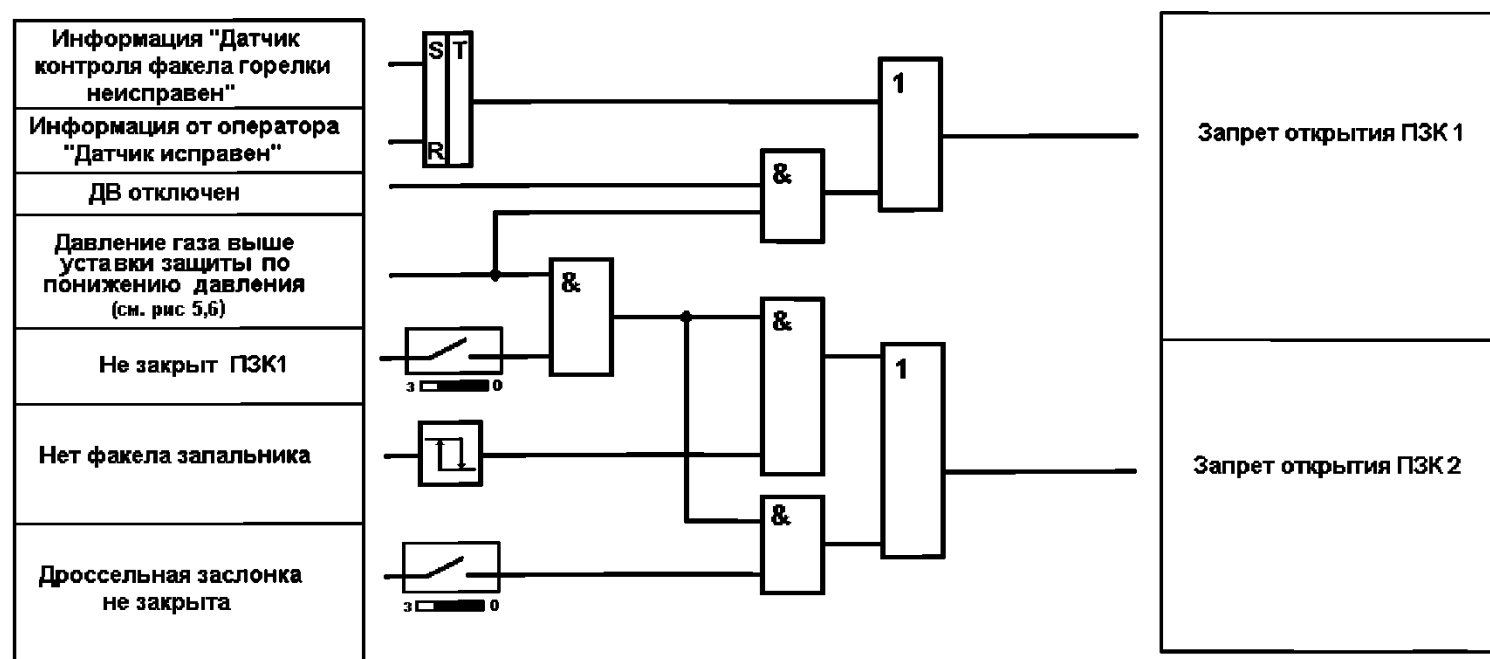 Информация "Датчик
контроля факела горелки
неисправен"
Информация от оператора
"Датчик исправен"
ДВ отключен
Давление газа выше
уставки защиты по
понижению давления
(см. рис 5,6)
Не закрыт ПЗК1
Нет факела запальника
Дроссельная заслонка
не закрыта
S T
R
&
&
3 0
&
&
3 0
1
1
Запрет открытия ПЗК 1
Запрет открытия ПЗК 2